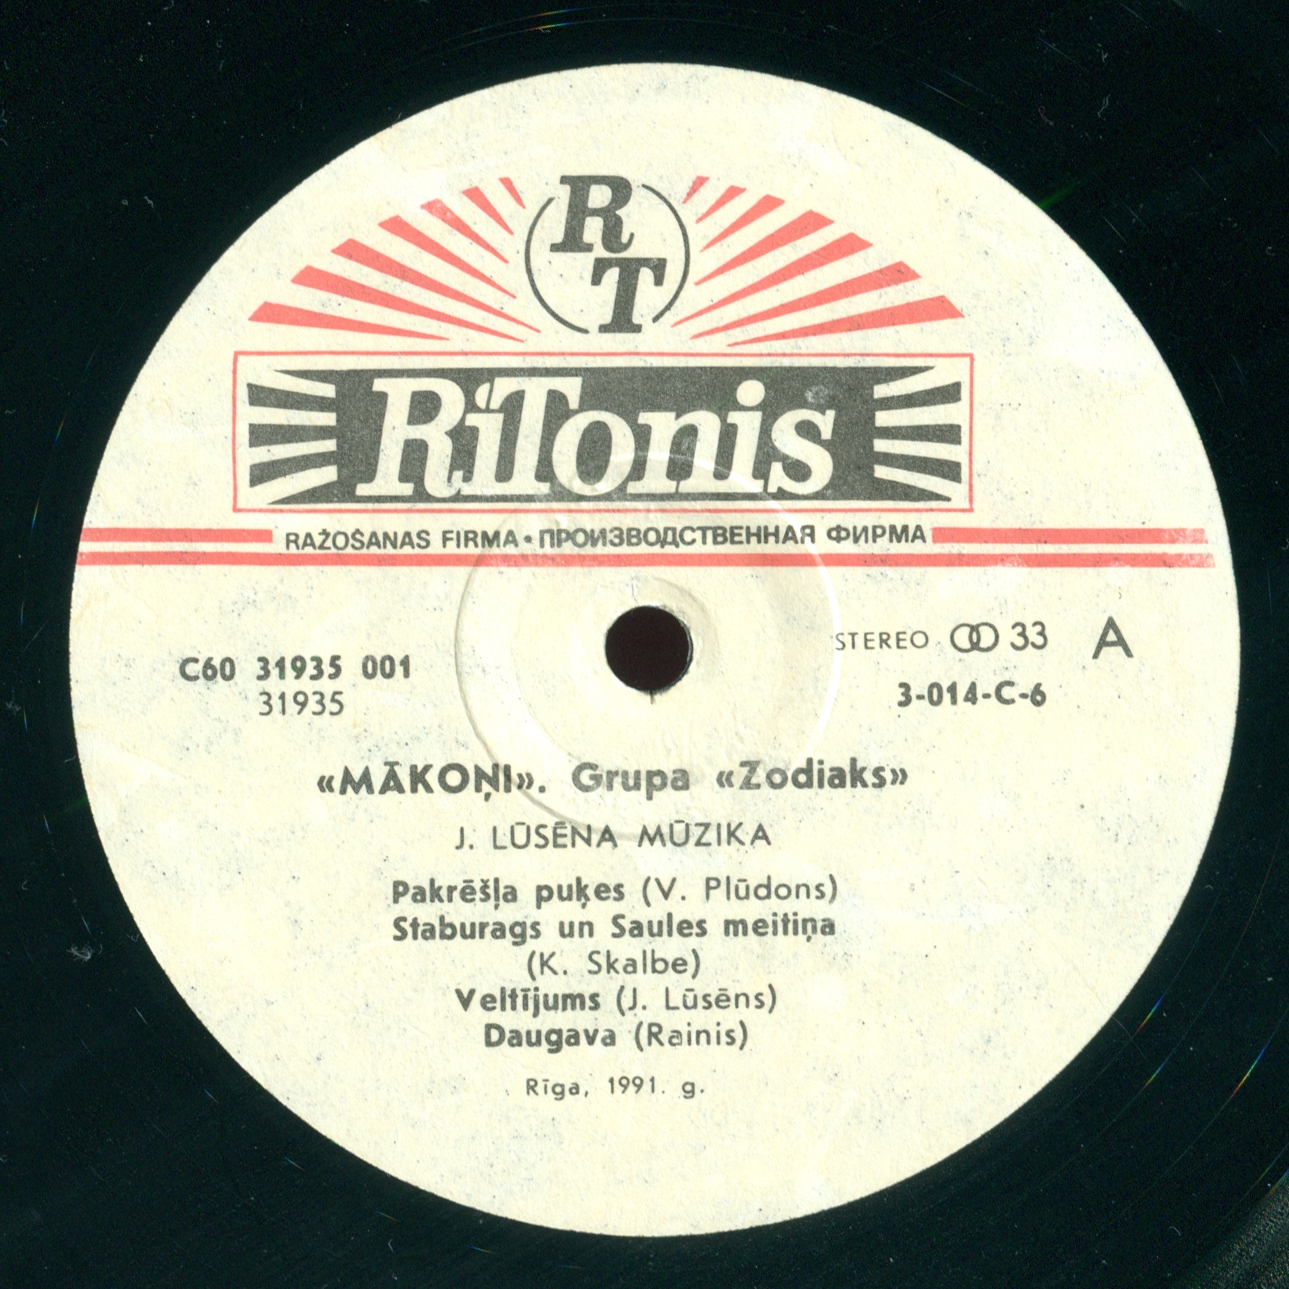 RT
RiTonis
RAŽOŠANAS FIRMA • ПРОИЗВОДСТВЕННАЯ ФИРМА
STEREO 33 A
C60 31935 001
3-014-C-6
31935
«MĀKOŅI». Grupa «Zodiaks»
J. LŪSĒNA MŪZIKA
Pakrēšļa puķes (V. Plūdons)
Staburags un Saules meitiņa
(K. Skalbe)
Veltījums (J. Lūsēns)
Daugava (Rainis)
Rīga, 1991. g.